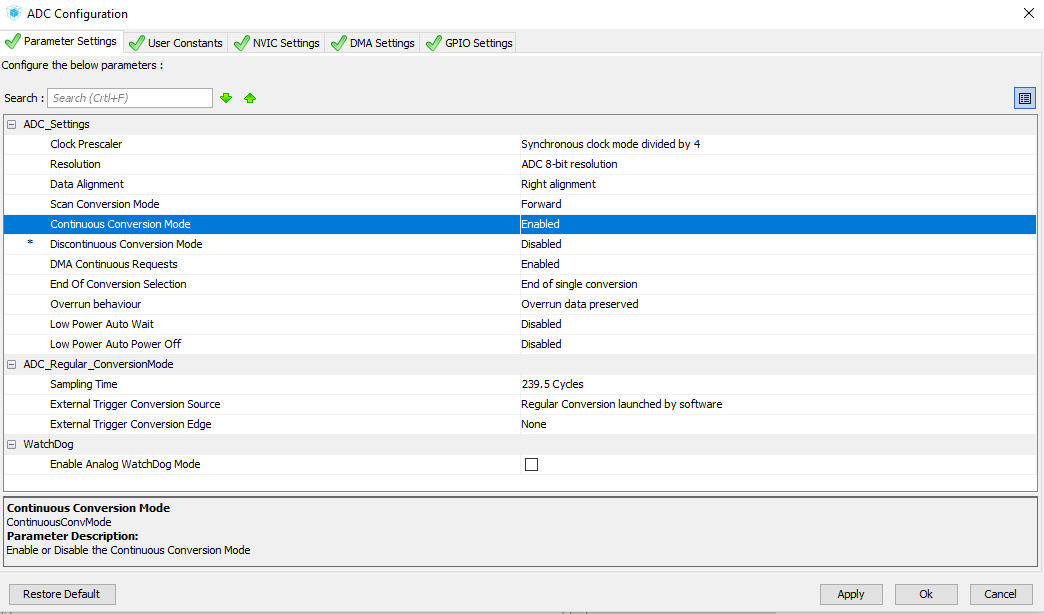 ADC Configuration
Parameter Settings User Constants NVIC Settings DMA Settings GPIO Settings
Configure the below parameters :
Search : Search (CrtI+F)
ADC_Settings
Clock Prescaler Synchronous clock mode divided by 4
Resolution ADC 8-bit resolution
Data Alignment Right alignment
Scan Conversion Mode Forward
Continuous Conversion Mode Enabled
* Discontinuous Conversion Mode Disabled
DMA Continuous Requests Enabled
End Of Conversion Selection End of single conversion
Overrun behaviour Overrun data preserved
Low Power Auto Wait Disabled
Low Power Auto Power Off Disabled
ADC_Regular_ConversionMode
Sampling Time 239.5 Cycles
External Trigger Conversion Source Regular Conversion launched by software
External Trigger Conversion Edge None
WatchDog
Enable Analog WatchDog Mode
Continuous Conversion Mode
ContinuousConvMode
Parameter Description:
Enable or Disable the Continuous Conversion Mode
Restore Default Apply Ok Cancel